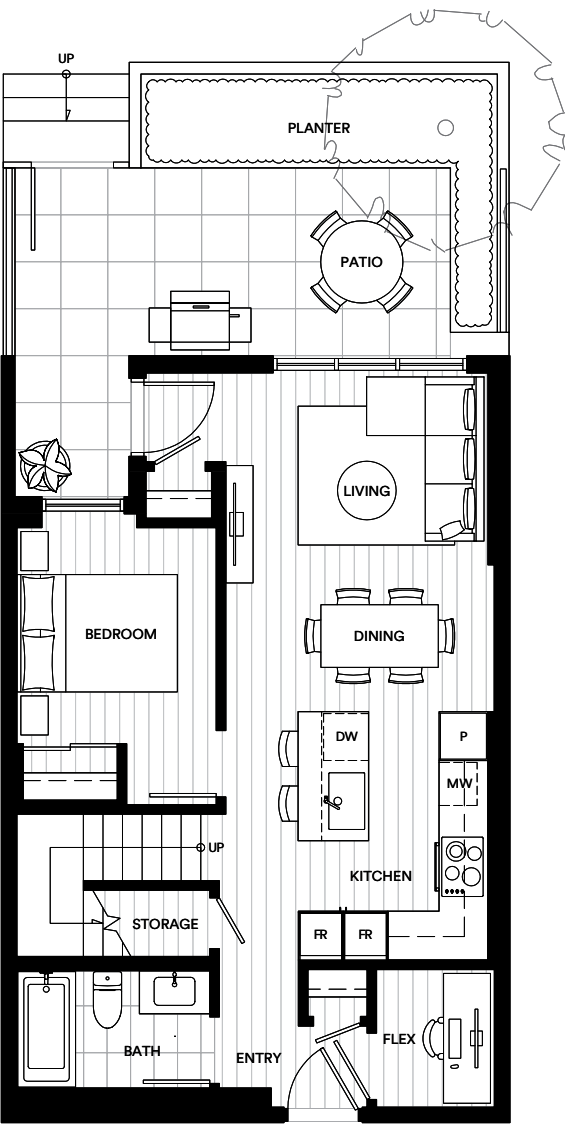 UP
PLANTER
PATIO
LIVING
BEDROOM
DINING
DW
P
MW
UP
KITCHEN
STORAGE
FR
FR
FLEX
BATH
ENTRY